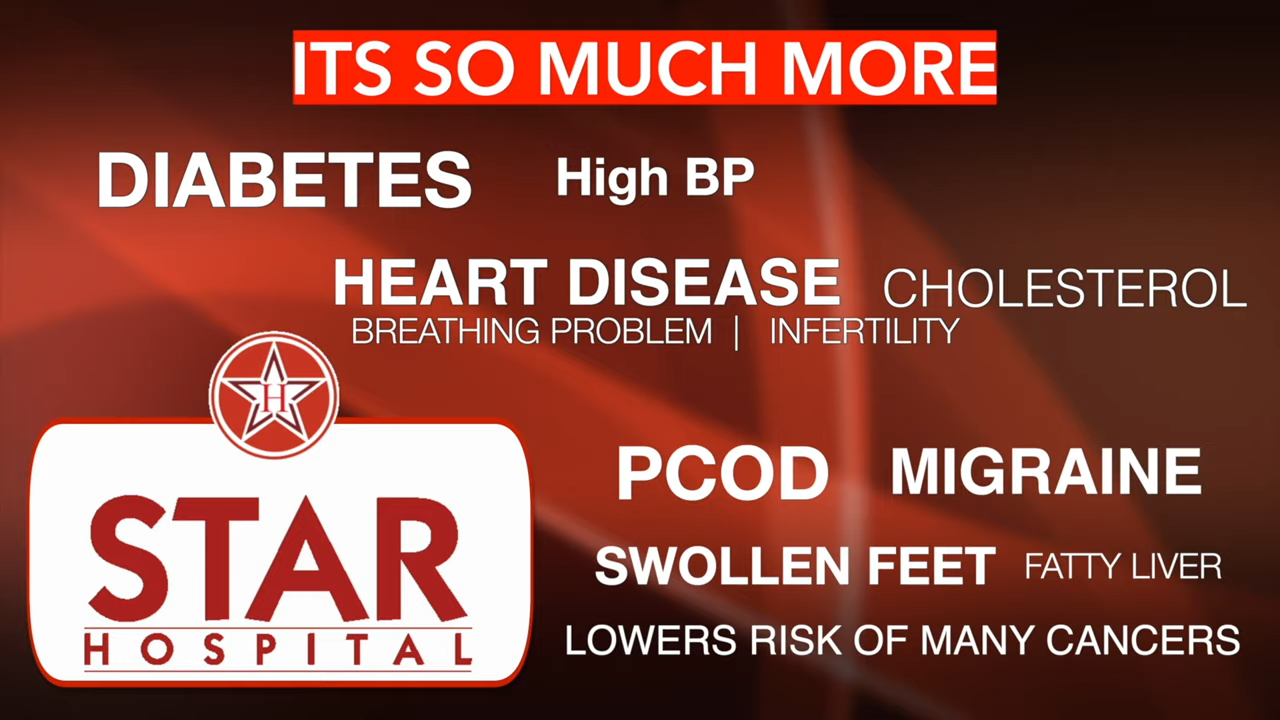 ITS SO MUCH MORE
DIABETES High BP
HEART DISEASE CHOLESTEROL
BREATHING PROBLEM | INFERTILITY
H
STAR
HOSPITAL
PCOD MIGRAINE
SWOLLEN FEET FATTY LIVER
LOWERS RISK OF MANY CANCERS